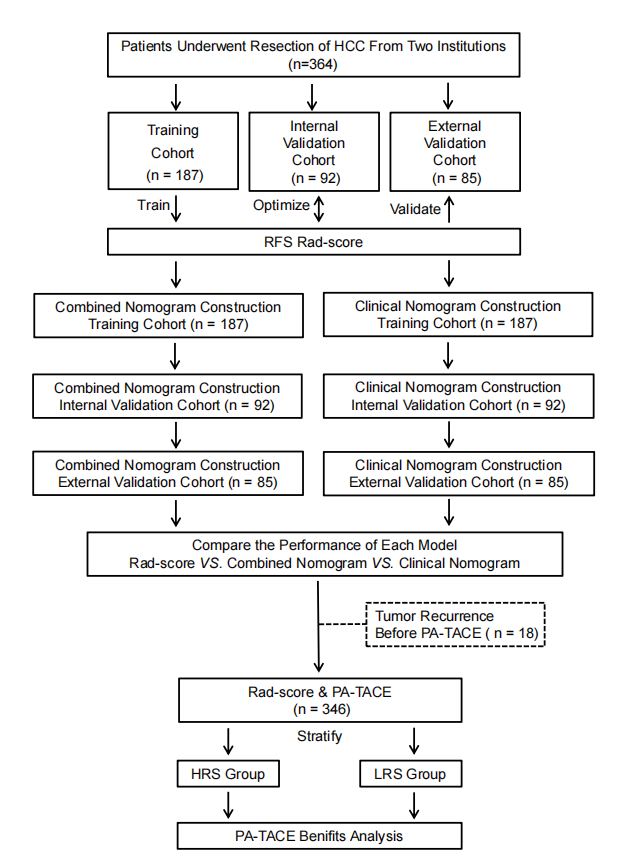 Patients Underwent Resection of HCC From Two Institutions
(n=364)
Training
Cohort
(n = 187)
Internal
Validation
Cohort
(n = 92)
External
Validation
Cohort
(n = 85)
Train
Optimize
Validate
RFS Rad-score
Combined Nomogram Construction
Training Cohort (n = 187)
Clinical Nomogram Construction
Training Cohort (n = 187)
Combined Nomogram Construction
Internal Validation Cohort (n = 92)
Clinical Nomogram Construction
Internal Validation Cohort (n = 92)
Combined Nomogram Construction
External Validation Cohort (n = 85)
Clinical Nomogram Construction
External Validation Cohort (n = 85)
Compare the Performance of Each Model
Rad-score VS. Combined Nomogram VS. Clinical Nomogram
Tumor Recurrence
Before PA-TACE ( n = 18)
Rad-score & PA-TACE
(n = 346)
Stratify
HRS Group
LRS Group
PA-TACE Benifits Analysis